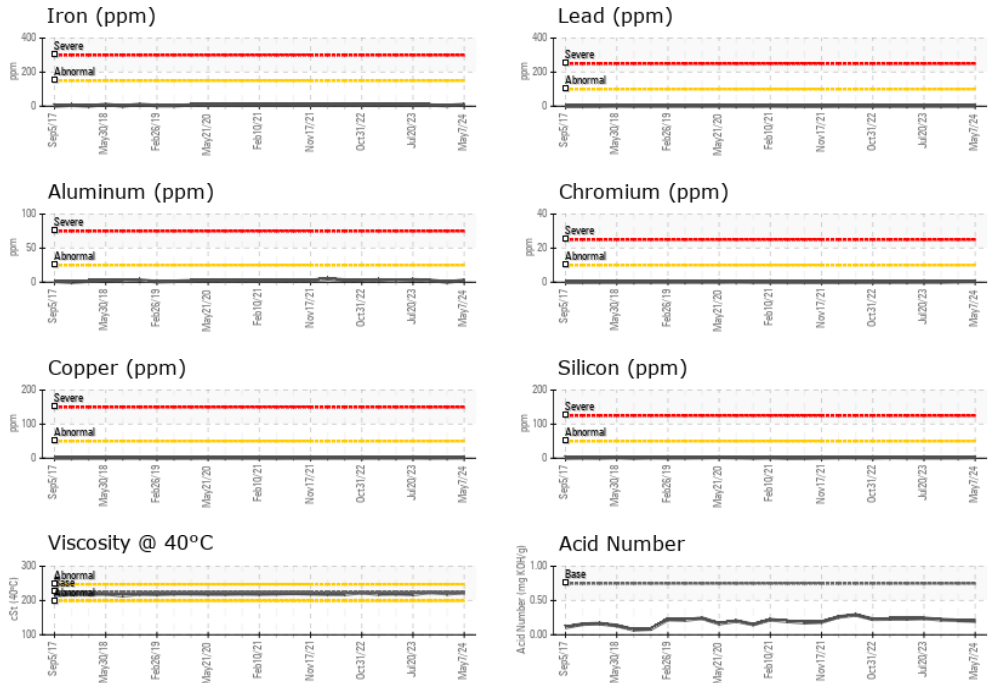 Iron (ppm)
ppm
400
200
0
Severe
Abnormal
Sep5/17
May30/18
Feb26/19
May21/20
Feb10/21
Nov17/21
Oct31/22
Jul20/23
May7/24
Lead (ppm)
ppm
400
200
0
Severe
Abnormal
Sep5/17
May30/18
Feb26/19
May21/20
Feb10/21
Nov17/21
Oct31/22
Jul20/23
May7/24
Aluminum (ppm)
ppm
100
50
0
Severe
Abnormal
Sep5/17
May30/18
Feb26/19
May21/20
Feb10/21
Nov17/21
Oct31/22
Jul20/23
May7/24
Chromium (ppm)
ppm
40
20
0
Severe
Abnormal
Sep5/17
May30/18
Feb26/19
May21/20
Feb10/21
Nov17/21
Oct31/22
Jul20/23
May7/24
Copper (ppm)
ppm
200
100
0
Severe
Abnormal
Sep5/17
May30/18
Feb26/19
May21/20
Feb10/21
Nov17/21
Oct31/22
Jul20/23
May7/24
Silicon (ppm)
ppm
200
100
0
Severe
Abnormal
Sep5/17
May30/18
Feb26/19
May21/20
Feb10/21
Nov17/21
Oct31/22
Jul20/23
May7/24
Viscosity @ 40°C
cSt (40°C)
300
200
100
Abnormal
Base
Abnormal
Sep5/17
May30/18
Feb26/19
May21/20
Feb10/21
Nov17/21
Oct31/22
Jul20/23
May7/24
Acid Number
Acid Number (mg KOH/g)
1.00
0.50
0.00
Base
Sep5/17
May30/18
Feb26/19
May21/20
Feb10/21
Nov17/21
Oct31/22
Jul20/23
May7/24